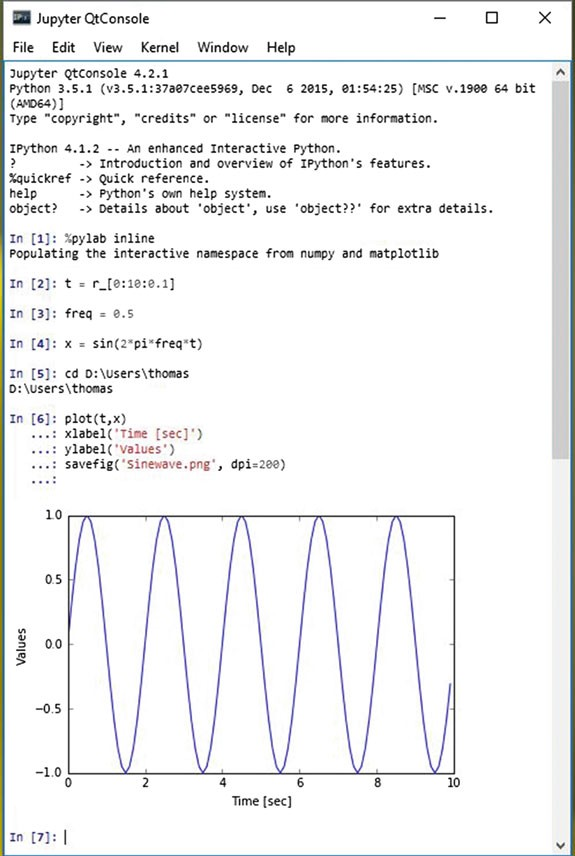 Jupyter QtConsole
File Edit View Kernel Window Help
Jupyter QtConsole 4.2.1
Python 3.5.1 (v3.5.1:37a07cee5969, Dec  6 2015, 01:54:25) [MSC v.1900 64 bit
(AMD64)]
Type "copyright", "credits" or "license" for more information.
IPython 4.1.2 -- An enhanced Interactive Python.
?         -> Introduction and overview of IPython's features.
%quickref -> Quick reference.
help      -> Python's own help system.
object?   -> Details about 'object', use 'object??' for extra details.
In [1]: %pylab inline
Populating the interactive namespace from numpy and matplotlib
In [2]: t = r_[0:10:0.1]
In [3]: freq = 0.5
In [4]: x = sin(2*pi*freq*t)
In [5]: cd D:\Users\thomas
D:\Users\thomas
In [6]: plot(t,x)
   ...: xlabel('Time [sec]')
   ...: ylabel('Values')
   ...: savefig('Sinewave.png', dpi=200)
   ...:
1.0
0.5
0.0
−0.5
−1.0
Values
0 2 4 6 8 10
Time [sec]
In [7]: